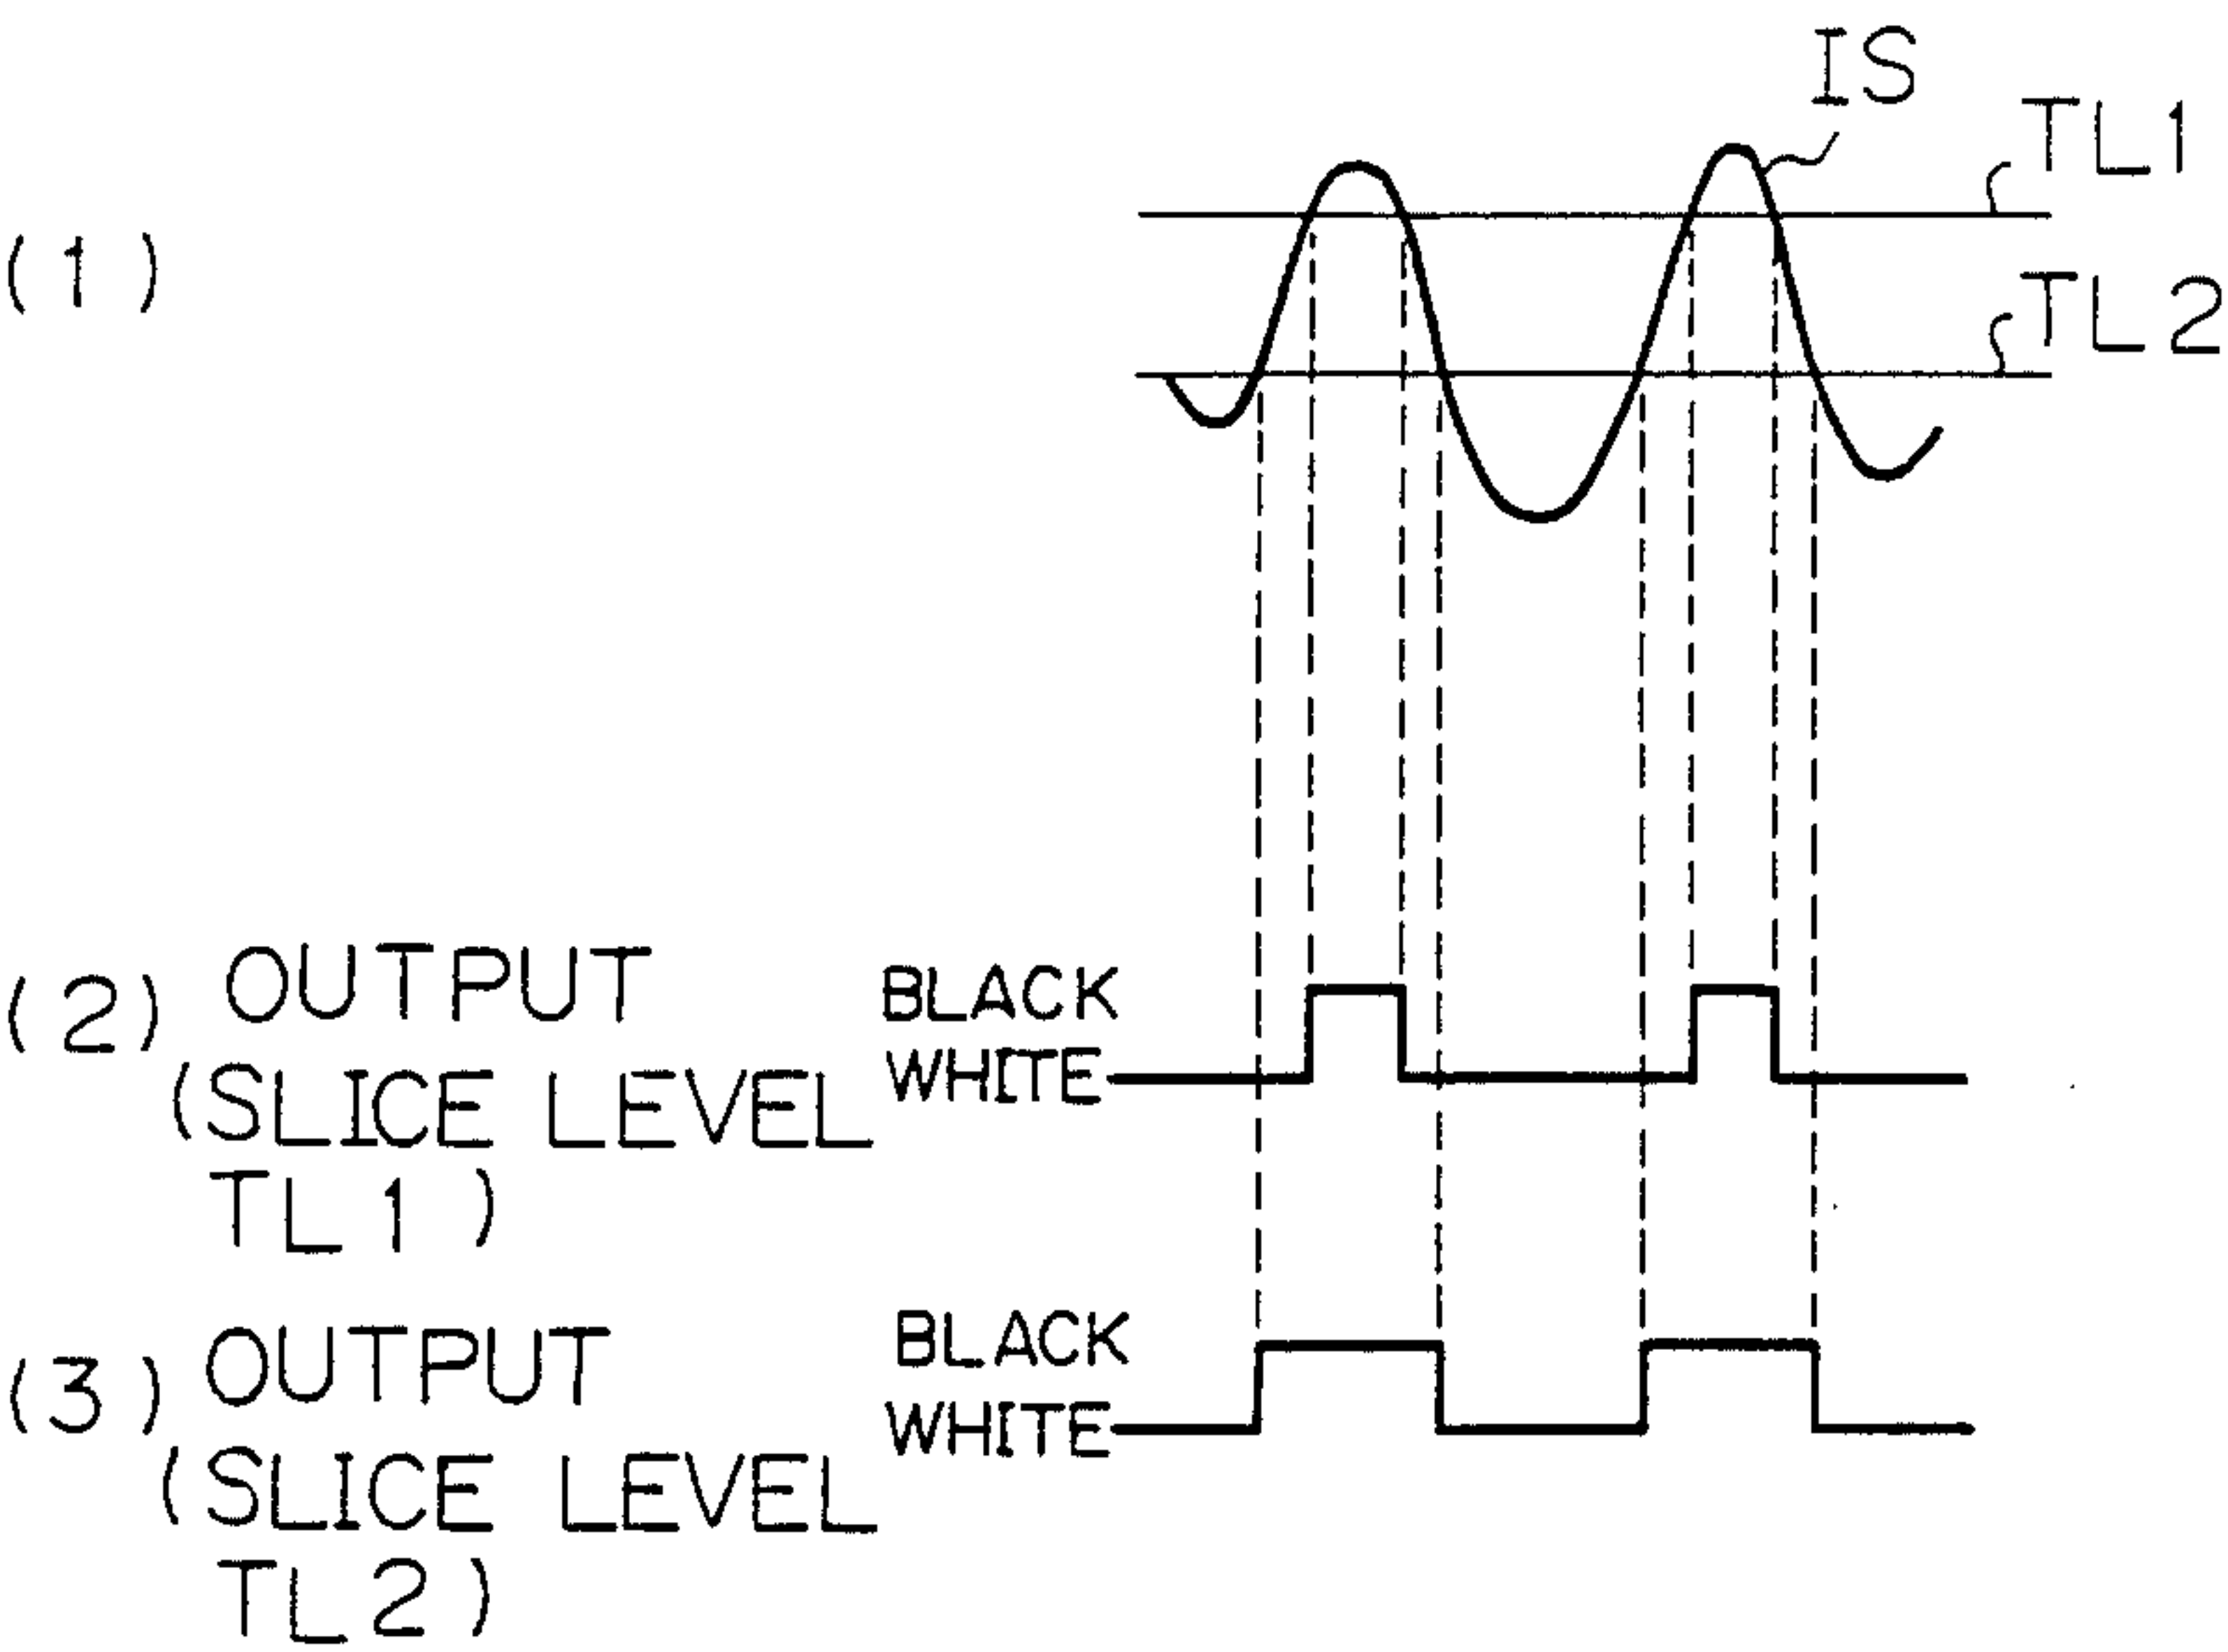 IS
TL1
(1)
TL2
(2) OUTPUT
(SLICE LEVEL
TL1)
BLACK
WHITE
(3) OUTPUT
(SLICE LEVEL
TL2)
BLACK
WHITE